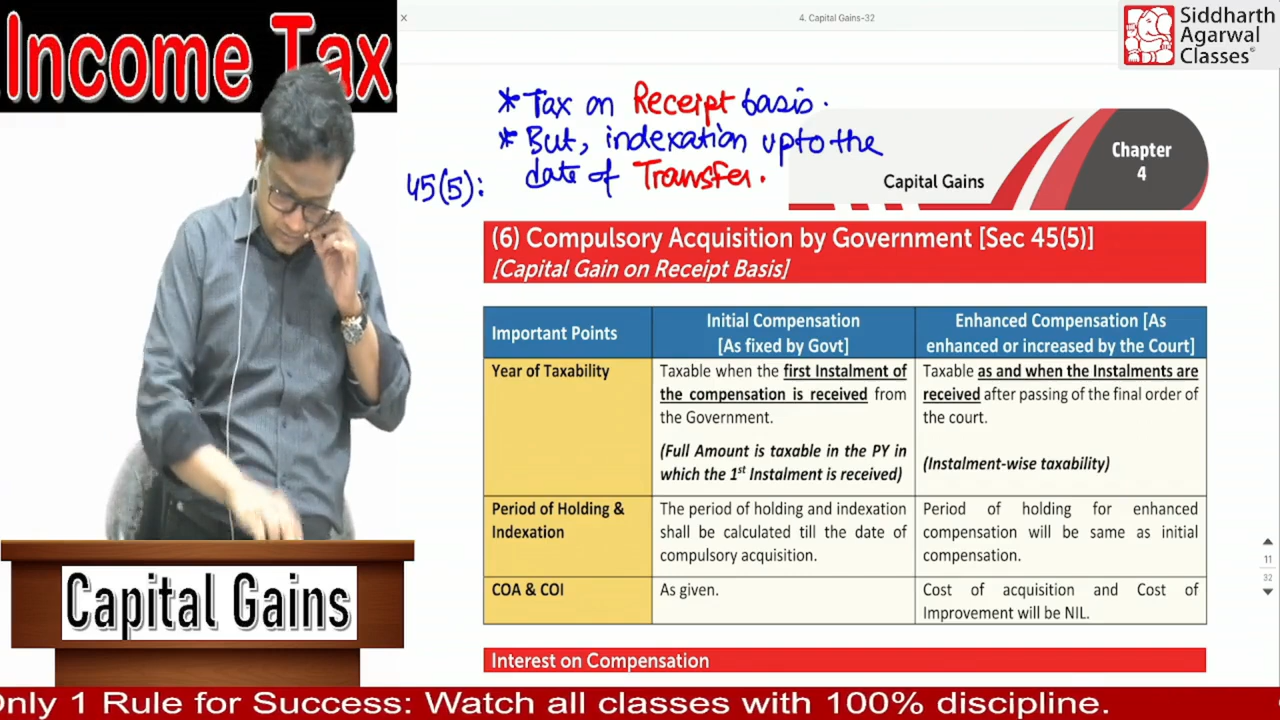 Income Tax
×
4. Capital Gains-32
Siddharth
Agarwal
Classes
* Tax on Receipt basis.
* But, indexation upto the
date of Transfer.
45(5):
Chapter
4
Capital Gains
(6) Compulsory Acquisition by Government [Sec 45(5)]
[Capital Gain on Receipt Basis]
Important Points
Initial Compensation
[As fixed by Govt]
Enhanced Compensation [As
enhanced or increased by the Court]
Year of Taxability
Taxable when the first Instalment of
the compensation is received from
the Government.
(Full Amount is taxable in the PY in
which the 1st Instalment is received)
Taxable as and when the Instalments are
received after passing of the final order of
the court.
(Instalment-wise taxability)
Period of Holding &
Indexation
The period of holding and indexation
shall be calculated till the date of
compulsory acquisition.
Period of holding for enhanced
compensation will be same as initial
compensation.
COA & COI
As given.
Cost of acquisition and Cost of
Improvement will be NIL.
Interest on Compensation
11
32
Capital Gains
Only 1 Rule for Success: Watch all classes with 100% discipline.